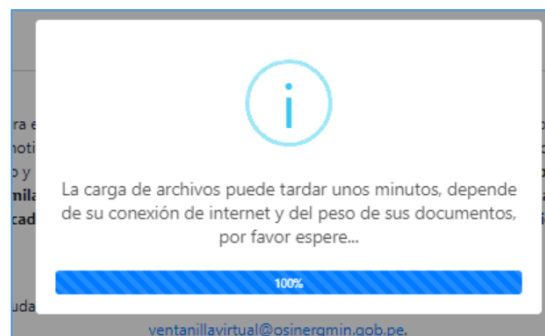 i
La carga de archivos puede tardar unos minutos, depende
de su conexión de internet y del peso de sus documentos,
por favor espere...
100%
ventanillavirtual@osinergmin.gob.pe.